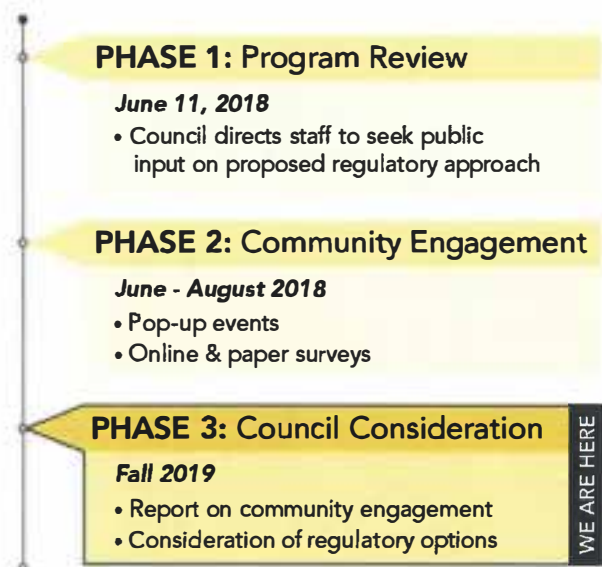 PHASE 1: Program Review
June 11, 2018
• Council directs staff to seek public
input on proposed regulatory approach
PHASE 2: Community Engagement
June - August 2018
• Pop-up events
• Online & paper surveys
PHASE 3: Council Consideration
WE ARE HERE
Fall 2019
• Report on community engagement
• Consideration of regulatory options